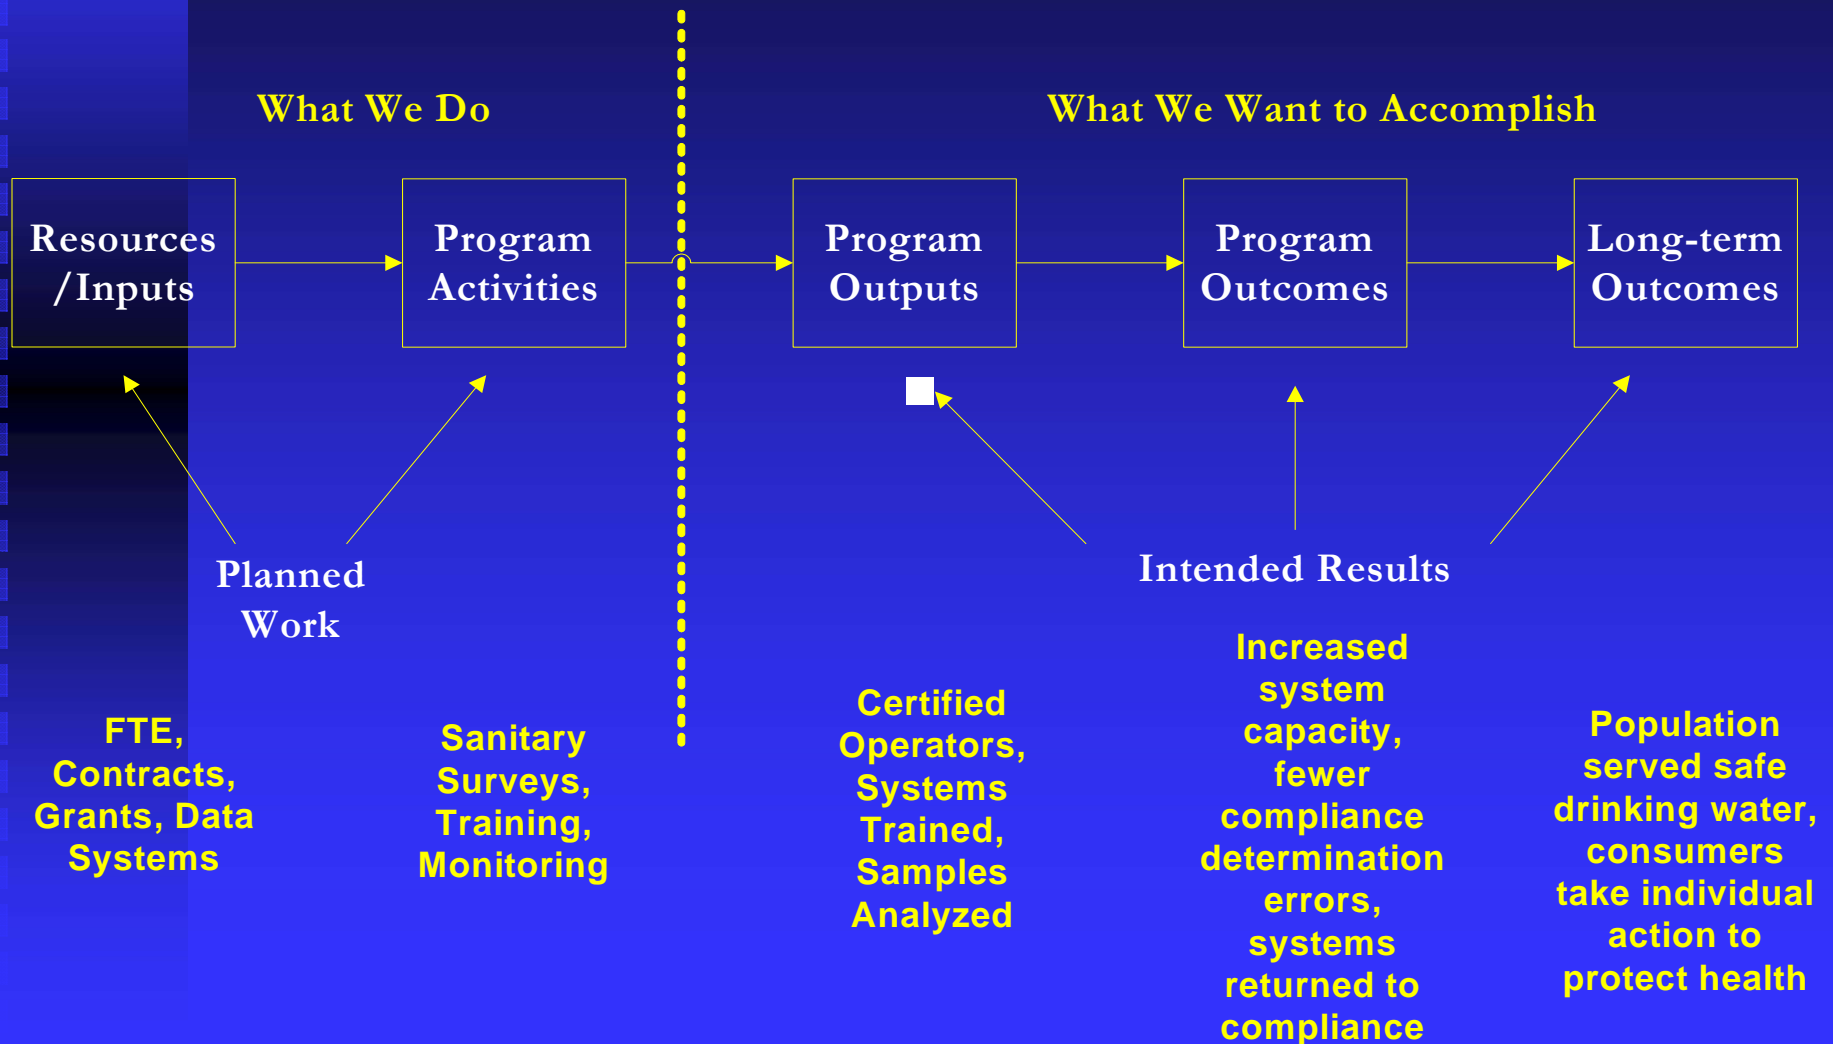 What We Do
What We Want to Accomplish
Resources
/Inputs
Program
Activities
Program
Outputs
Program
Outcomes
Long-term
Outcomes
Planned
Work
Intended Results
FTE,
Contracts,
Grants, Data
Systems
Sanitary
Surveys,
Training,
Monitoring
Certified
Operators,
Systems
Trained,
Samples
Analyzed
Increased
system
capacity,
fewer
compliance
determination
errors,
systems
returned to
compliance
Population
served safe
drinking water,
consumers
take individual
action to
protect health